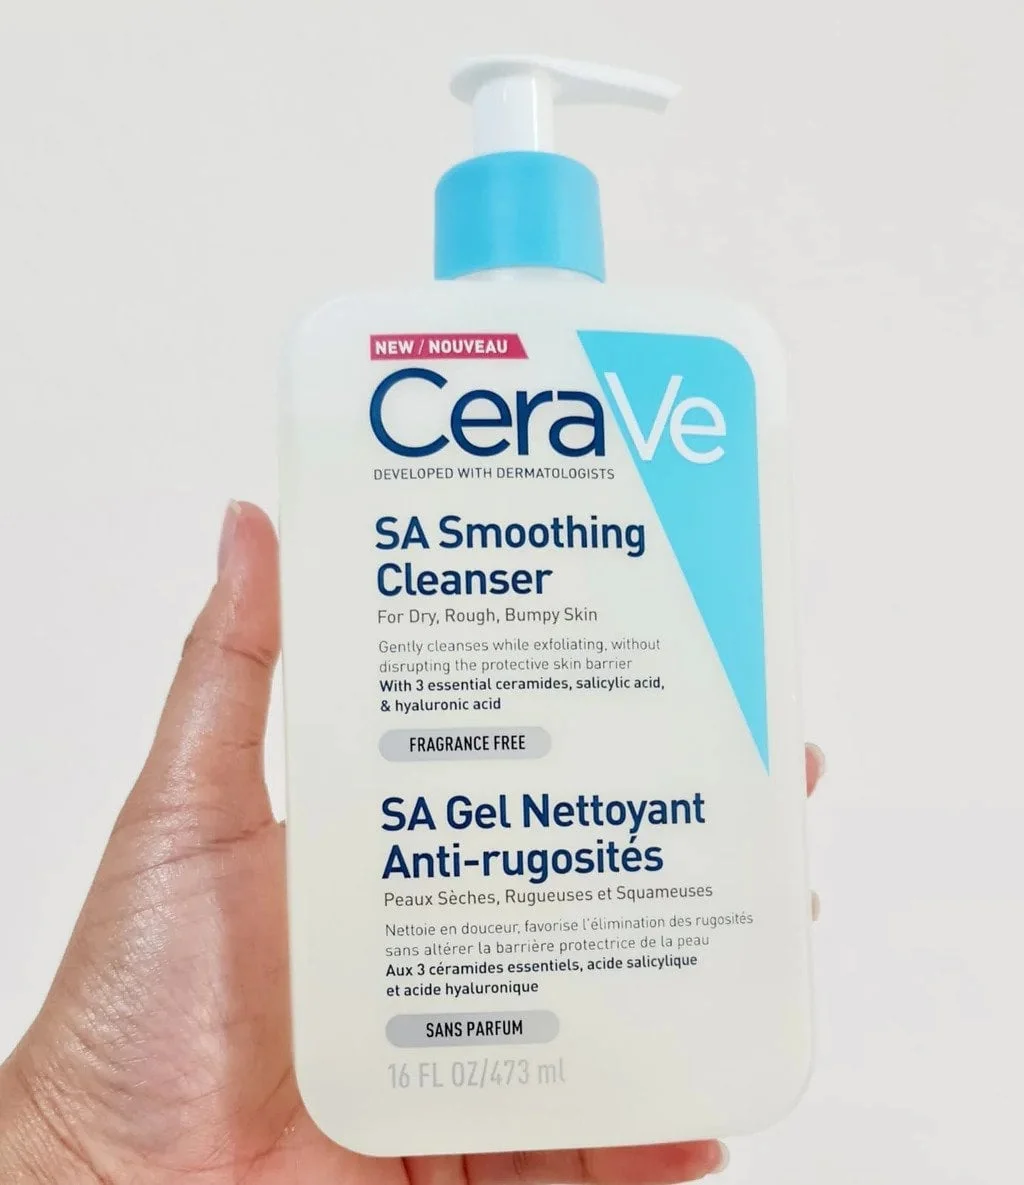 NEW / NOUVEAU
CeraVe
DEVELOPED WITH DERMATOLOGISTS
SA Smoothing
Cleanser
For Dry, Rough, Bumpy Skin
Gently cleanses while exfoliating, without
disrupting the protective skin barrier
With 3 essential ceramides, salicylic acid,
& hyaluronic acid
FRAGRANCE FREE
SA Gel Nettoyant
Anti-rugosités
Peaux Sèches, Rugueuses et Squameuses
Nettoie en douceur, favorise l'élimination des rugosités
sans altérer la barrière protectrice de la peau
Aux 3 céramides essentiels, acide salicylique
et acide hyaluronique
SANS PARFUM
16 FL OZ/473 ml